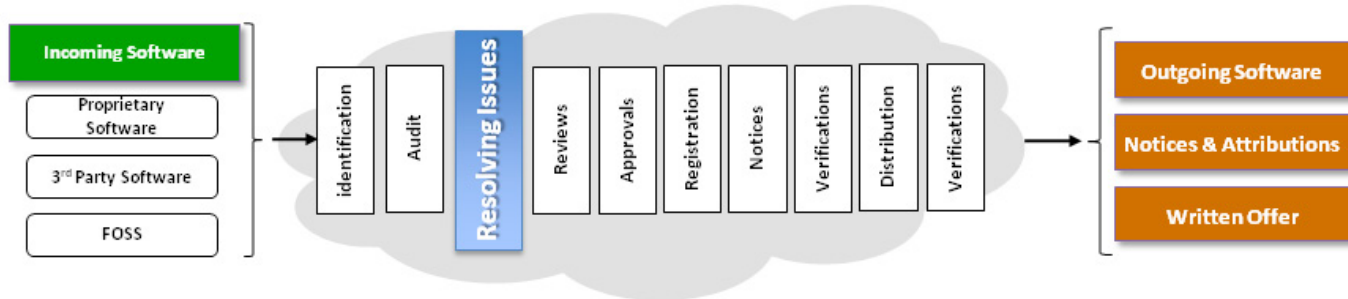 Incoming Software
Proprietary
Software
3rd Party Software
FOSS
identification
Audit
Resolving Issues
Reviews
Approvals
Registration
Notices
Verifications
Distribution
Verifications
Outgoing Software
Notices & Attributions
Written Offer